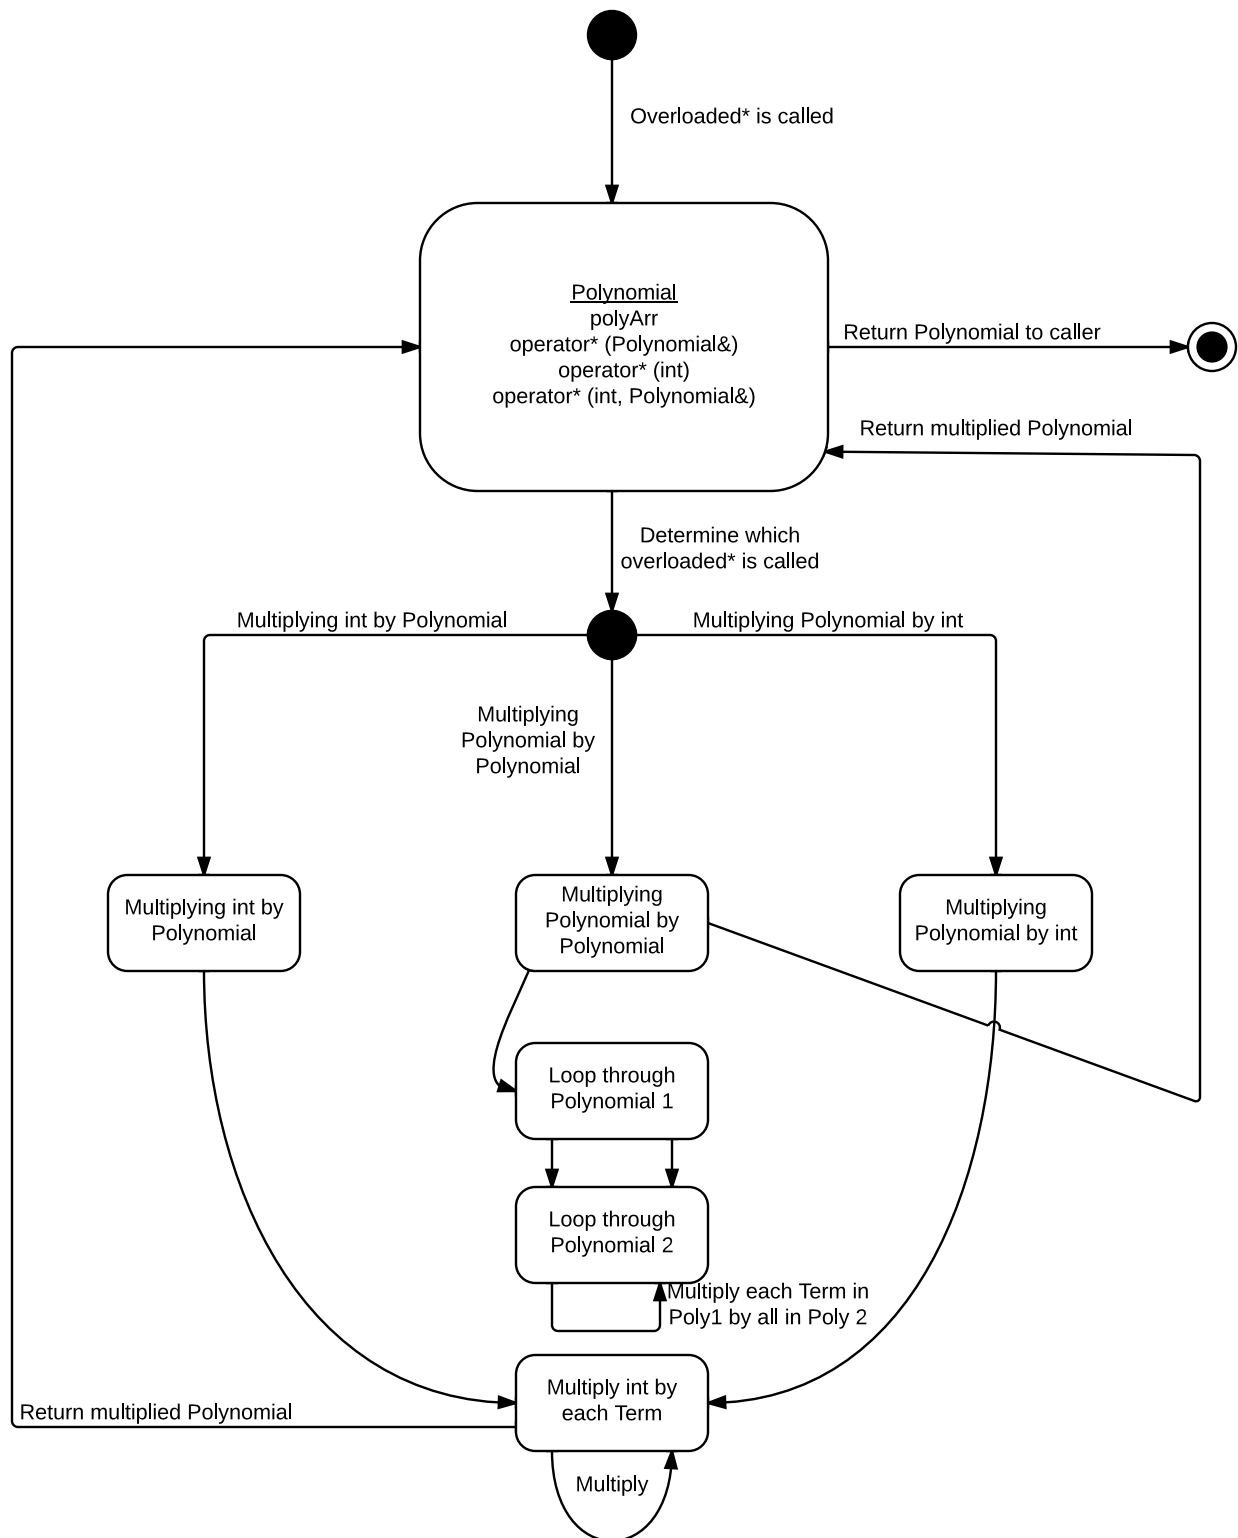 Overloaded* is called
Polynomial
polyArr
operator* (Polynomial&)
operator* (int)
operator* (int, Polynomial&)
Return Polynomial to caller
Return multiplied Polynomial
Determine which
overloaded* is called
Multiplying int by Polynomial
Multiplying Polynomial by int
Multiplying
Polynomial by
Polynomial
Multiplying int by
Polynomial
Multiplying
Polynomial by
Polynomial
Multiplying
Polynomial by int
Loop through
Polynomial 1
Loop through
Polynomial 2
Multiply each Term in
Poly1 by all in Poly 2
Multiply int by
each Term
Return multiplied Polynomial
Multiply